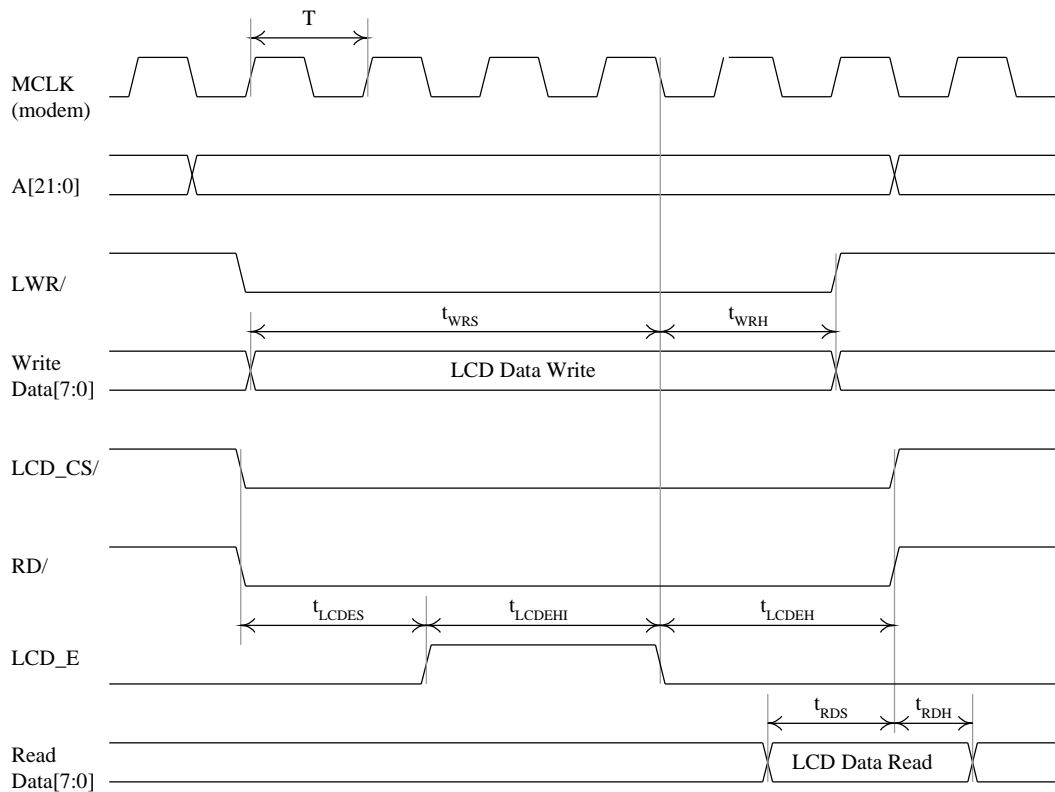 T
MCLK
(modem)
A[21:0]
LWR/
tWRS tWRH
Write
Data[7:0]
LCD Data Write
LCD_CS/
RD/
tLCDES tLCDEHI tLCDEH
LCD_E
tRDS tRDH
Read
Data[7:0]
LCD Data Read